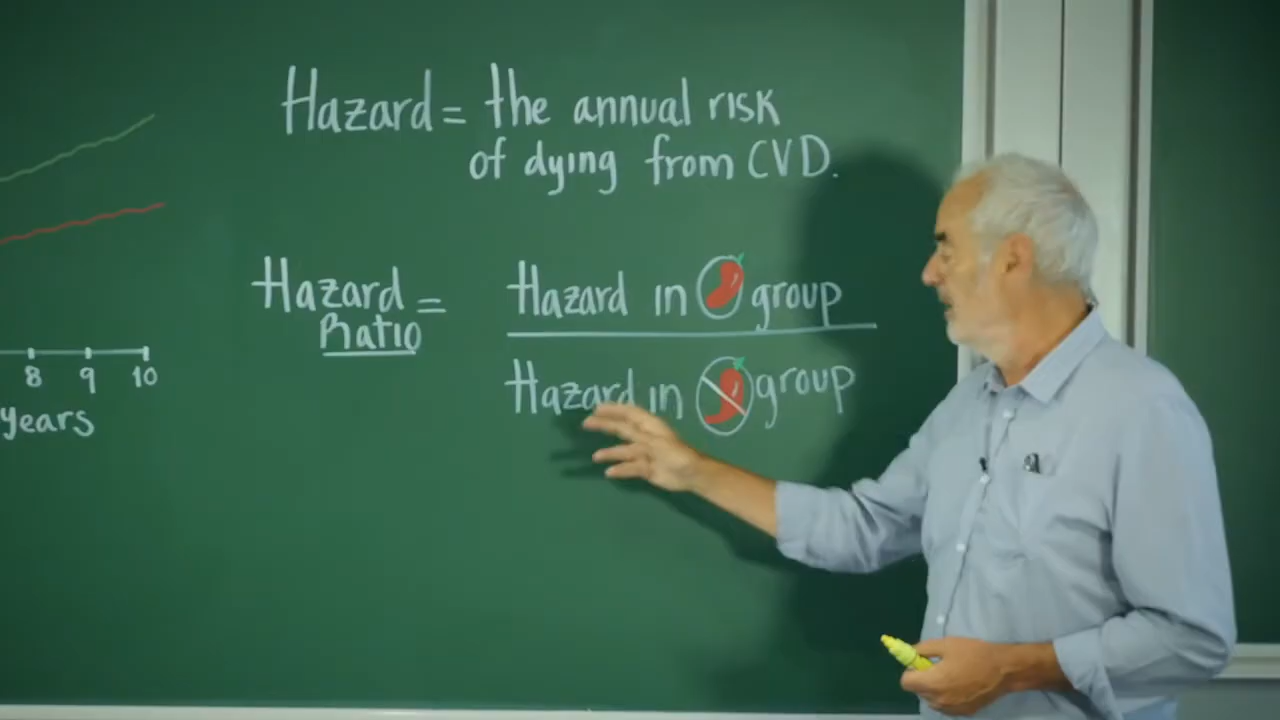 Hazard = the annual risk
of dying from CVD.
Hazard
Ratio =
Hazard in group
Hazard in group
8 9 10
years